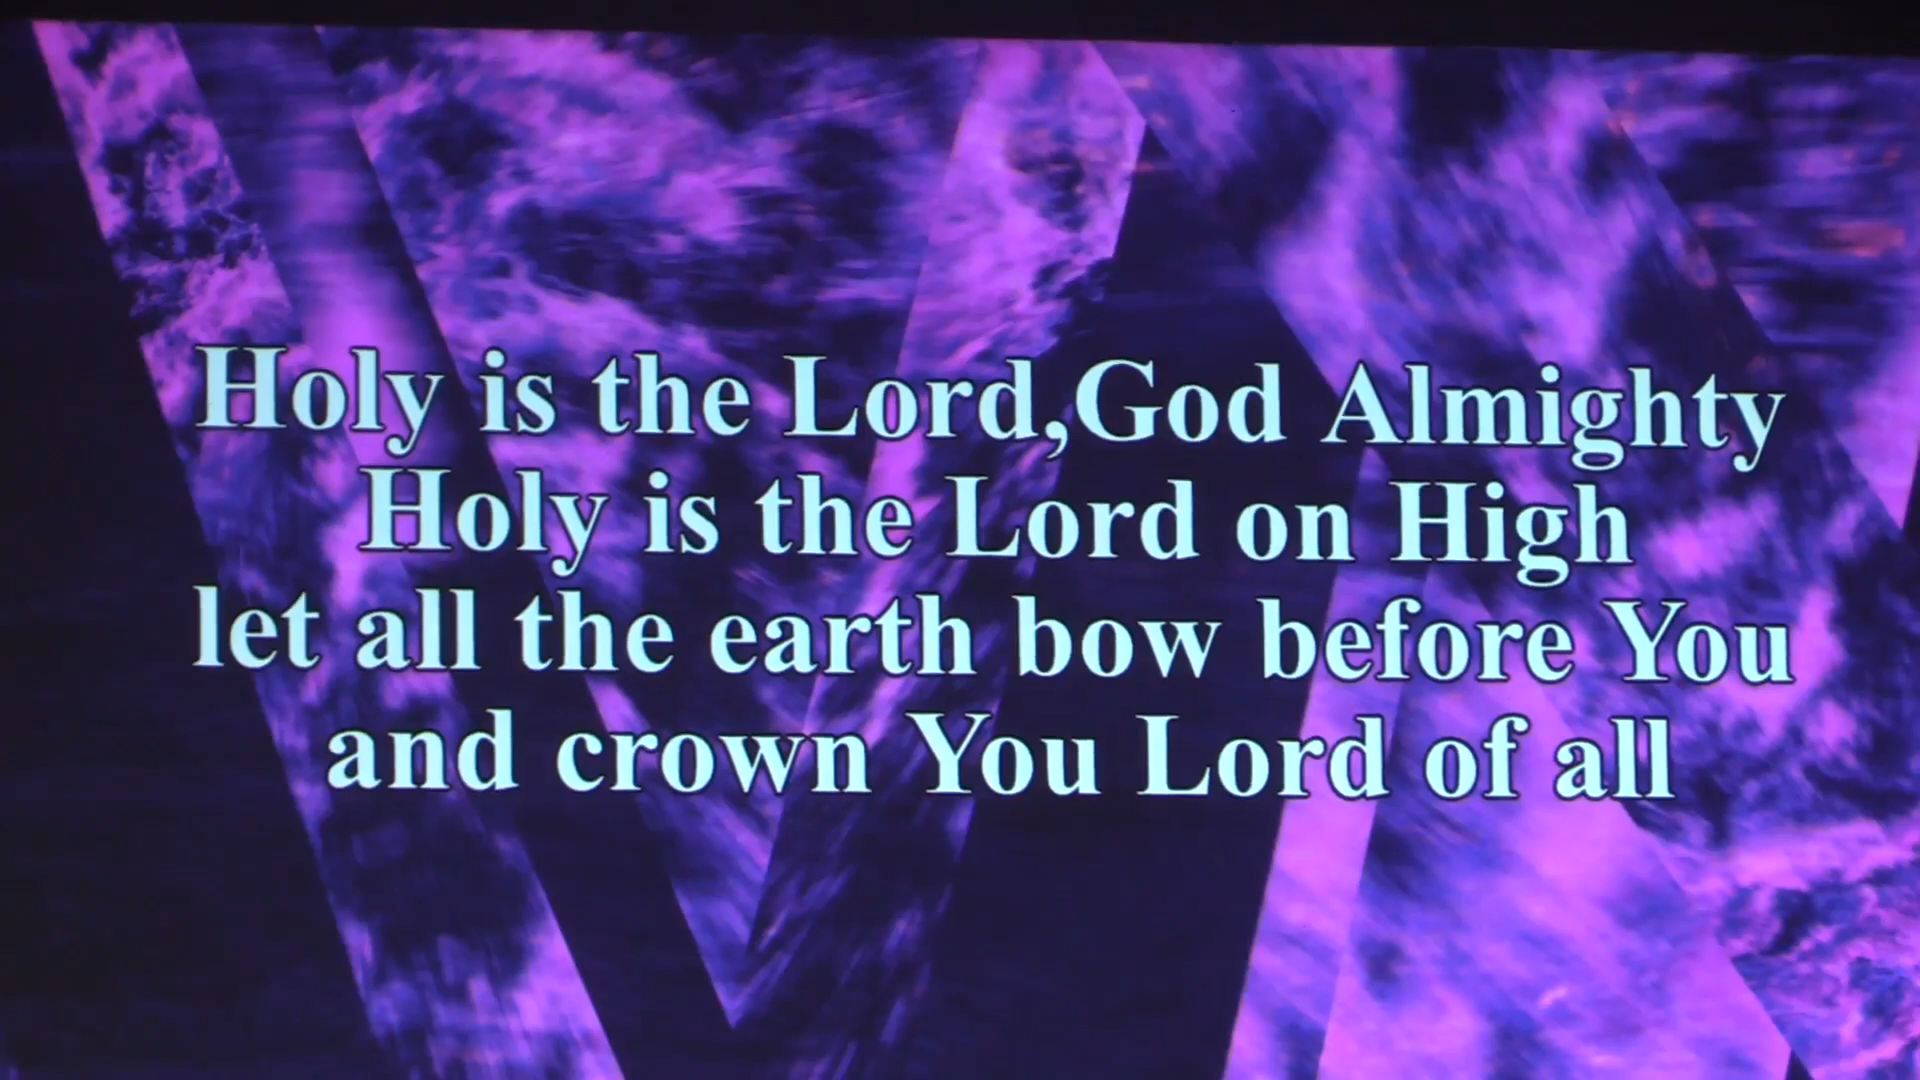 Holy is the Lord,God Almighty
Holy is the Lord on High
let all the earth bow before You
and crown You Lord of all